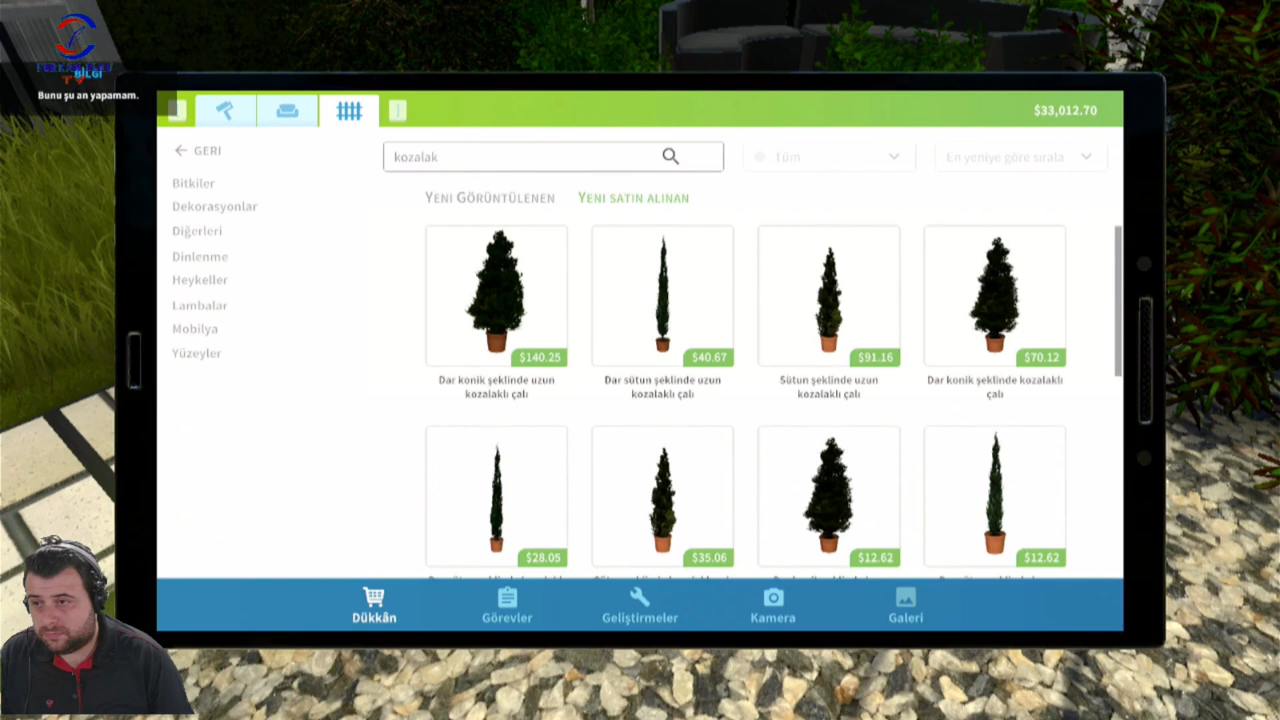 BİLGİ
TV
Bunu şu an yapamam.
$33,012.70
GERİ
kozalak
Tüm
En yeniye göre sırala
Bitkiler
Dekorasyonlar
Diğerleri
Dinlenme
Heykeller
Lambalar
Mobilya
Yüzeyler
YENİ GÖRÜNTÜLENEN
YENİ SATIN ALINAN
$140.25
$40.67
$91.16
$70.12
Dar konik şeklinde uzun
kozalaklı çalı
Dar sütun şeklinde uzun
kozalaklı çalı
Sütun şeklinde uzun
kozalaklı çalı
Dar konik şeklinde kozalaklı
çalı
$28.05
$35.06
$12.62
$12.62
Dükkân
Görevler
Geliştirmeler
Kamera
Galeri